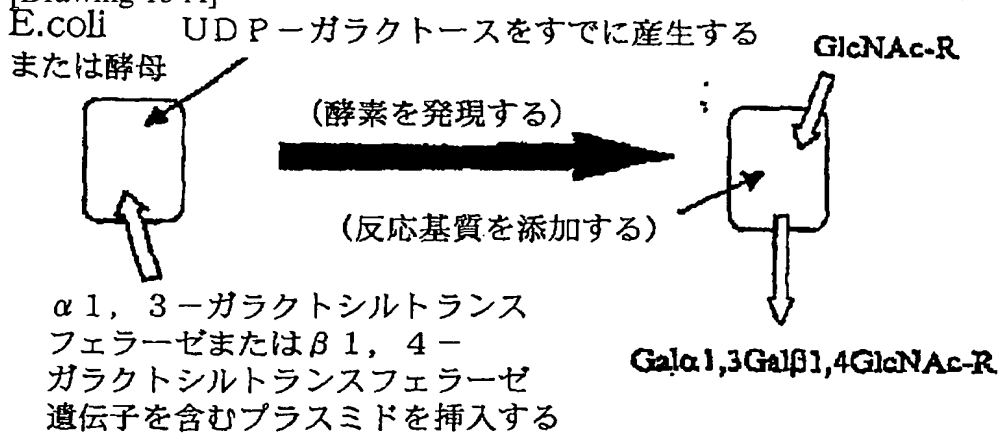 E.coli UDP－ガラクトースをすでに産生する
または酵母
GlcNAc-R
(酵素を発現する)
(反応基質を添加する)
α1，3－ガラクトシルトランス
フェラーゼまたはβ1，4－
ガラクトシルトランスフェラーゼ
遺伝子を含むプラスミドを挿入する
Galα1,3Galβ1,4GlcNAc-R